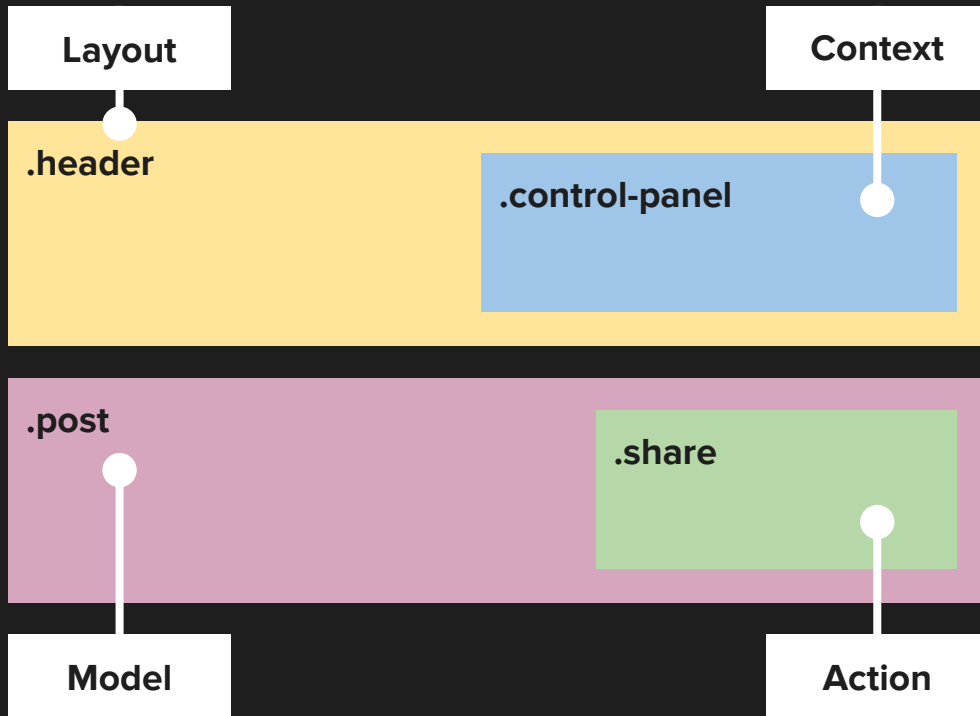 Layout
Context
.header
.control-panel
.post
.share
Model
Action